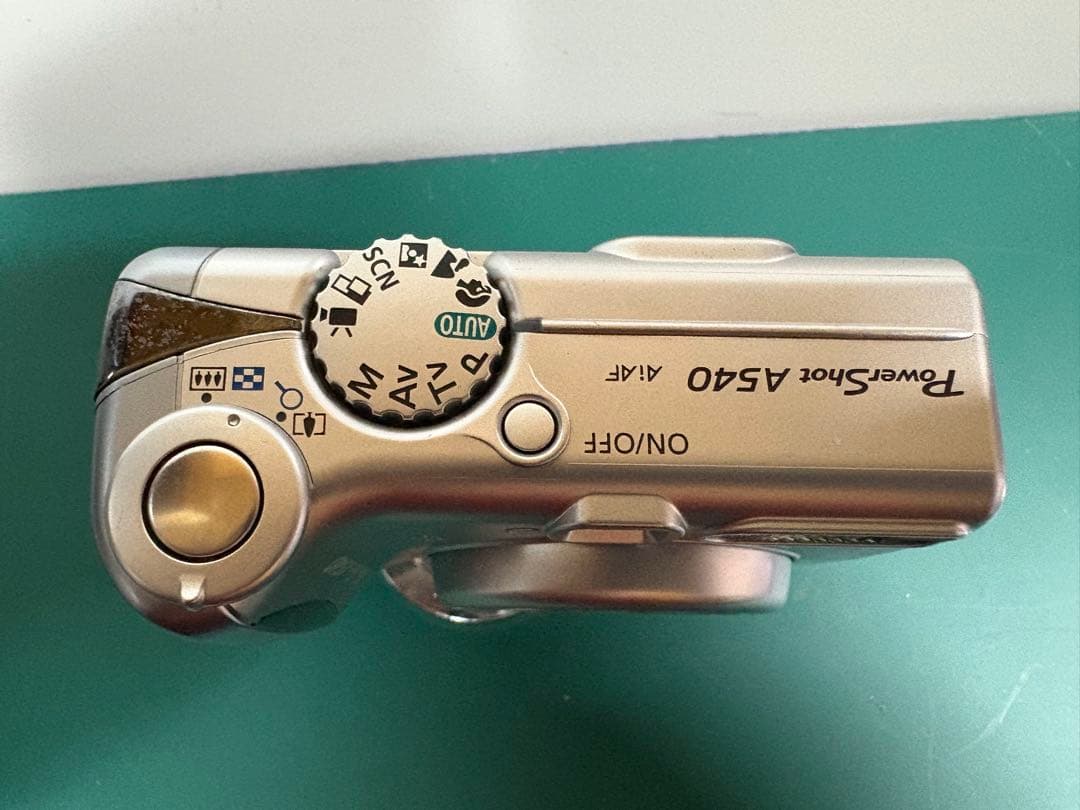 PowerShot A540 AiAF
ON/OFF
AUTO
P
Tv
Av
M
SCN